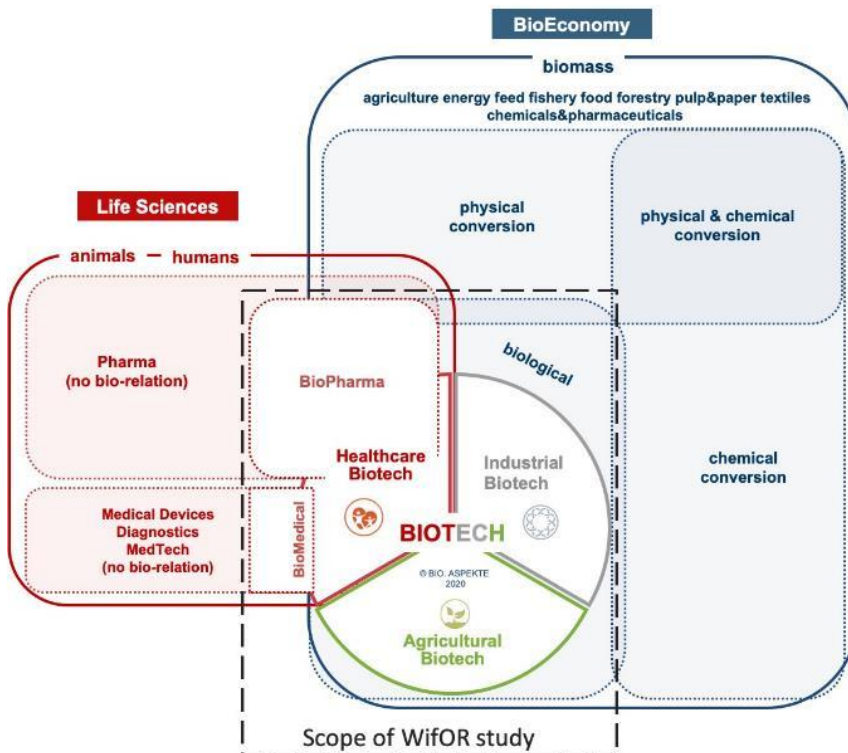 BioEconomy
biomass
agriculture energy feed fishery food forestry pulp&paper textiles
chemicals&pharmaceuticals
Life Sciences
physical
conversion
physical & chemical
conversion
animals – humans
Pharma
(no bio-relation)
BioPharma
biological
Healthcare
Biotech
Industrial
Biotech
chemical
conversion
Medical Devices
Diagnostics
MedTech
(no bio-relation)
BioMedical
BIOTECH
© BIO. ASPEKTE
2020
Agricultural
Biotech
Scope of WifOR study